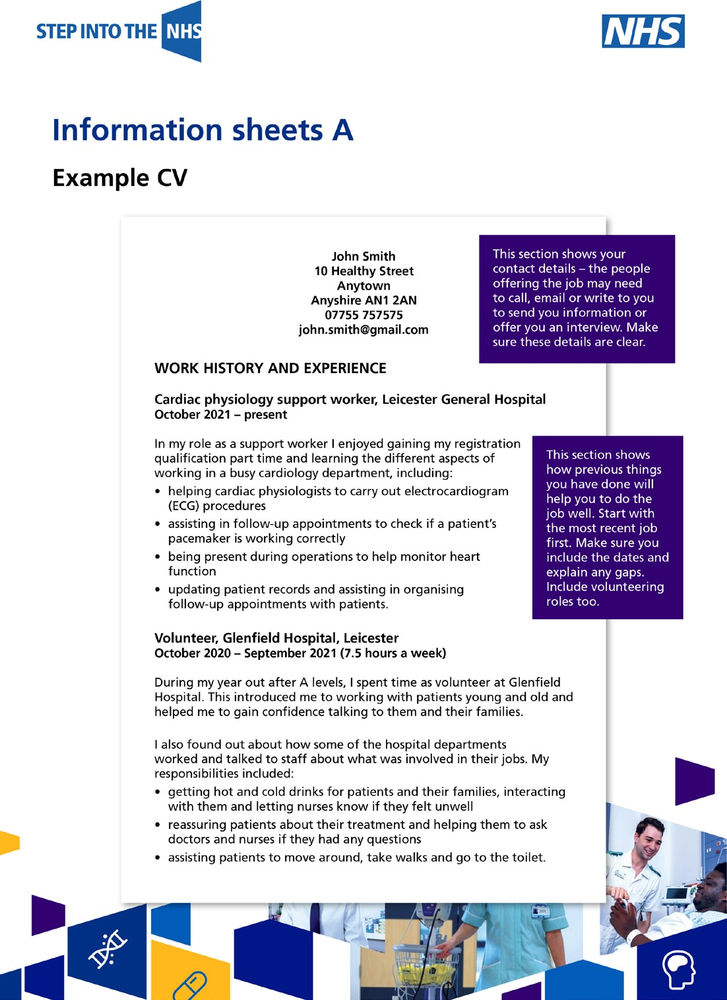 STEP INTO THE NHS
NHS
Information sheets A
Example CV
John Smith
10 Healthy Street
Anytown
Anyshire AN1 2AN
07755 757575
john.smith@gmail.com
This section shows your
contact details – the people
offering the job may need
to call, email or write to you
to send you information or
offer you an interview. Make
sure these details are clear.
WORK HISTORY AND EXPERIENCE
Cardiac physiology support worker, Leicester General Hospital
October 2021 – present
In my role as a support worker I enjoyed gaining my registration
qualification part time and learning the different aspects of
working in a busy cardiology department, including:
• helping cardiac physiologists to carry out electrocardiogram
(ECG) procedures
• assisting in follow-up appointments to check if a patient’s
pacemaker is working correctly
• being present during operations to help monitor heart
function
• updating patient records and assisting in organising
follow-up appointments with patients.
This section shows
how previous things
you have done will
help you to do the
job well. Start with
the most recent job
first. Make sure you
include the dates and
explain any gaps.
Include volunteering
roles too.
Volunteer, Glenfield Hospital, Leicester
October 2020 – September 2021 (7.5 hours a week)
During my year out after A levels, I spent time as volunteer at Glenfield
Hospital. This introduced me to working with patients young and old and
helped me to gain confidence talking to them and their families.
I also found out about how some of the hospital departments
worked and talked to staff about what was involved in their jobs. My
responsibilities included:
• getting hot and cold drinks for patients and their families, interacting
with them and letting nurses know if they felt unwell
• reassuring patients about their treatment and helping them to ask
doctors and nurses if they had any questions
• assisting patients to move around, take walks and go to the toilet.